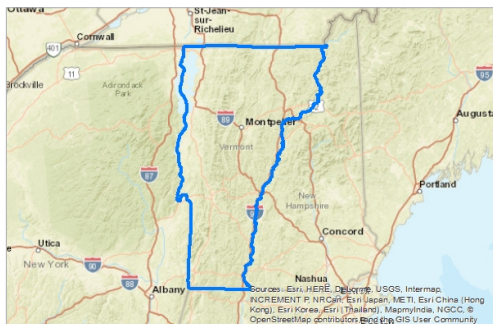 Ottawa
St-Jean-
sur-
Richelieu
Cornwall
401
11
Brockville
Adirondack
Park
95
89
Montpelier
Augusta
Vermont
87
Portland
New
Hampshire
Utica
Concord
90
New York
88
Albany
Nashua
Sources: Esri, HERE, DeLorme, USGS, Intermap,
INCREMENT P, NRCan, Esri Japan, METI, Esri China (Hong
Kong), Esri Korea, Esri (Thailand), MapmyIndia, NGCC, ©
OpenStreetMap contributors, and the GIS User Community